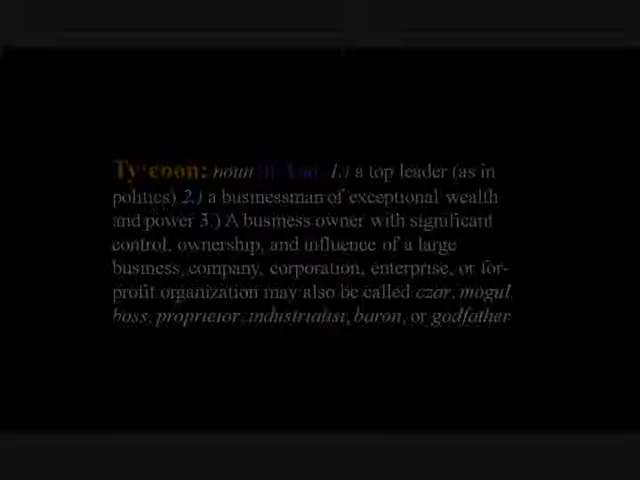 Ty·coon: noun 1.) a top leader (as in
politics) 2.) a businessman of exceptional wealth
and power 3.) A business owner with significant
control, ownership, and influence of a large
business, company, corporation, enterprise, or for-
profit organization may also be called czar, mogul
boss, proprietor, industrialist, baron, or godfather